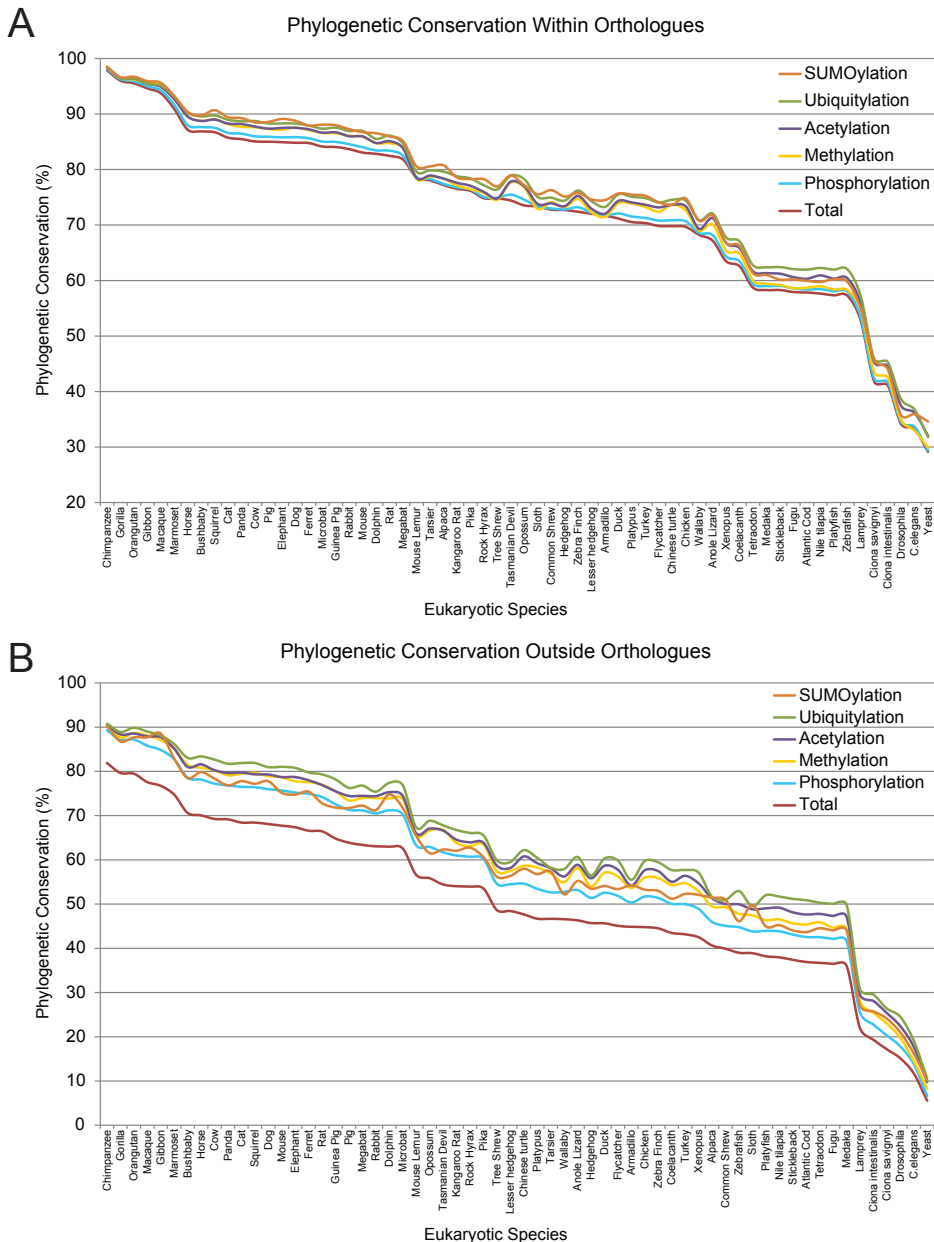 A
Phylogenetic Conservation Within Orthologues
100
90
80
70
60
50
40
30
20
Phylogenetic Conservation (%)
SUMOylation
Ubiquitylation
Acetylation
Methylation
Phosphorylation
Total
Chimpanzee
Gorilla
Orangutan
Gibbon
Macaque
Marmoset
Horse
Bushbaby
Squirrel
Cat
Panda
Cow
Pig
Elephant
Dog
Ferret
Microbat
Guinea Pig
Rabbit
Mouse
Dolphin
Rat
Megabat
Mouse Lemur
Tarsier
Alpaca
Kangaroo Rat
Pika
Rock Hyrax
Tree Shrew
Tasmanian Devil
Opossum
Sloth
Common Shrew
Hedgehog
Zebra Finch
Lesser hedgehog
Armadillo
Duck
Platypus
Turkey
Flycatcher
Chinese turtle
Chicken
Wallaby
Anole Lizard
Xenopus
Coelacanth
Tetraodon
Medaka
Stickleback
Fugu
Atlantic Cod
Nile tilapia
Platyfish
Zebrafish
Lamprey
Ciona savignyi
Ciona intestinalis
Drosophila
C.elegans
Yeast
Eukaryotic Species
B
Phylogenetic Conservation Outside Orthologues
100
90
80
70
60
50
40
30
20
10
0
Phylogenetic Conservation (%)
SUMOylation
Ubiquitylation
Acetylation
Methylation
Phosphorylation
Total
Chimpanzee
Gorilla
Orangutan
Macaque
Gibbon
Marmoset
Bushbaby
Horse
Cow
Panda
Cat
Squirrel
Dog
Mouse
Elephant
Ferret
Rat
Guinea Pig
Pig
Megabat
Rabbit
Dolphin
Microbat
Mouse Lemur
Opossum
Tasmanian Devil
Kangaroo Rat
Rock Hyrax
Pika
Tree Shrew
Lesser hedgehog
Chinese turtle
Platypus
Tarsier
Wallaby
Anole Lizard
Hedgehog
Duck
Flycatcher
Armadillo
Chicken
Zebra Finch
Coelacanth
Turkey
Xenopus
Alpaca
Common Shrew
Zebrafish
Sloth
Platyfish
Nile tilapia
Stickleback
Atlantic Cod
Tetraodon
Fugu
Medaka
Lamprey
Ciona intestinalis
Ciona savignyi
Drosophila
C.elegans
Yeast
Eukaryotic Species